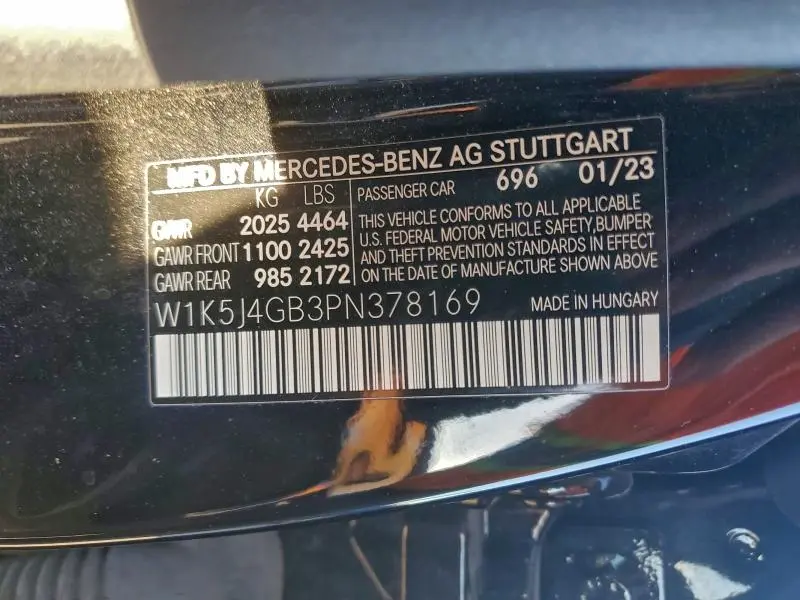 MFD BY MERCEDES-BENZ AG STUTTGART
KG LBS
GAWR 2025 4464
GAWR FRONT 1100 2425
GAWR REAR 985 2172
PASSENGER CAR 696 01/23
THIS VEHICLE CONFORMS TO ALL APPLICABLE
U.S. FEDERAL MOTOR VEHICLE SAFETY,BUMPER
AND THEFT PREVENTION STANDARDS IN EFFECT
ON THE DATE OF MANUFACTURE SHOWN ABOVE
W1K5J4GB3PN378169
MADE IN HUNGARY